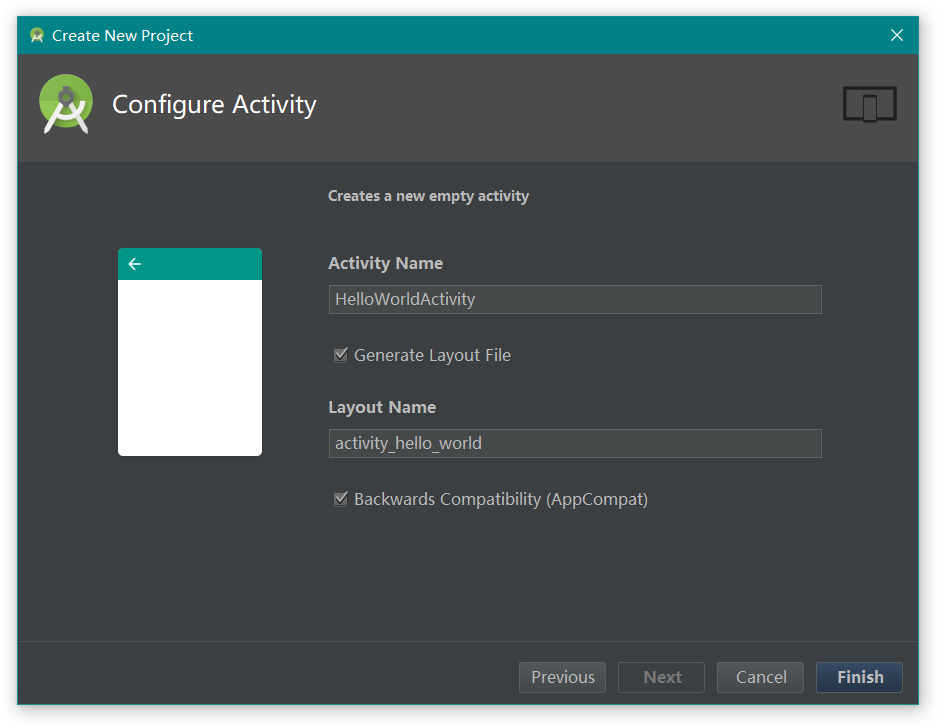 Create New Project
Configure Activity
Creates a new empty activity
Activity Name
HelloWorldActivity
Generate Layout File
Layout Name
activity_hello_world
Backwards Compatibility (AppCompat)
Previous Next Cancel Finish